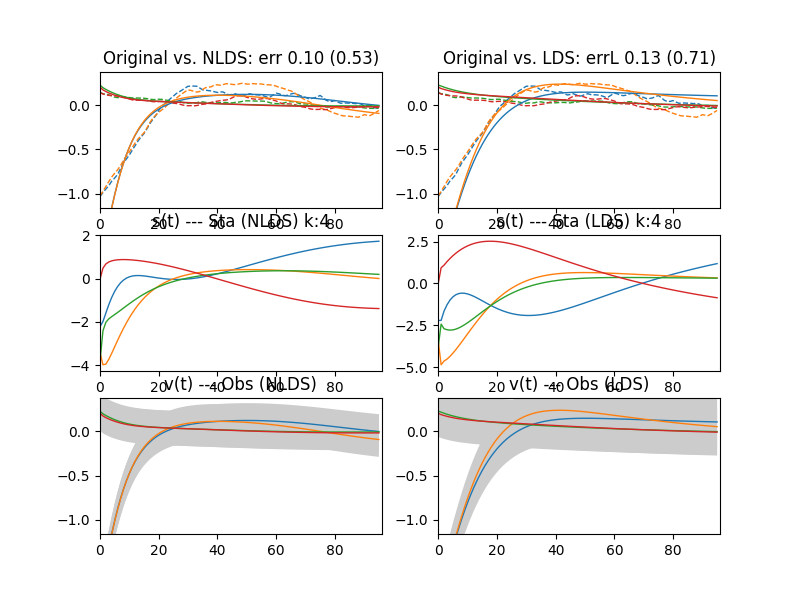 Original vs. NLDS: err 0.10 (0.53)
Original vs. LDS: errL 0.13 (0.71)
0.0
−0.5
−1.0
0 20 40 60 80
0.0
−0.5
−1.0
0 20 40 60 80
s(t) --- Sta (NLDS) k:4
s(t) --- Sta (LDS) k:4
2
0
−2
−4
0 20 40 60 80
2.5
0.0
−2.5
−5.0
0 20 40 60 80
v(t) --- Obs (NLDS)
v(t) --- Obs (LDS)
0.0
−0.5
−1.0
0 20 40 60 80
0.0
−0.5
−1.0
0 20 40 60 80